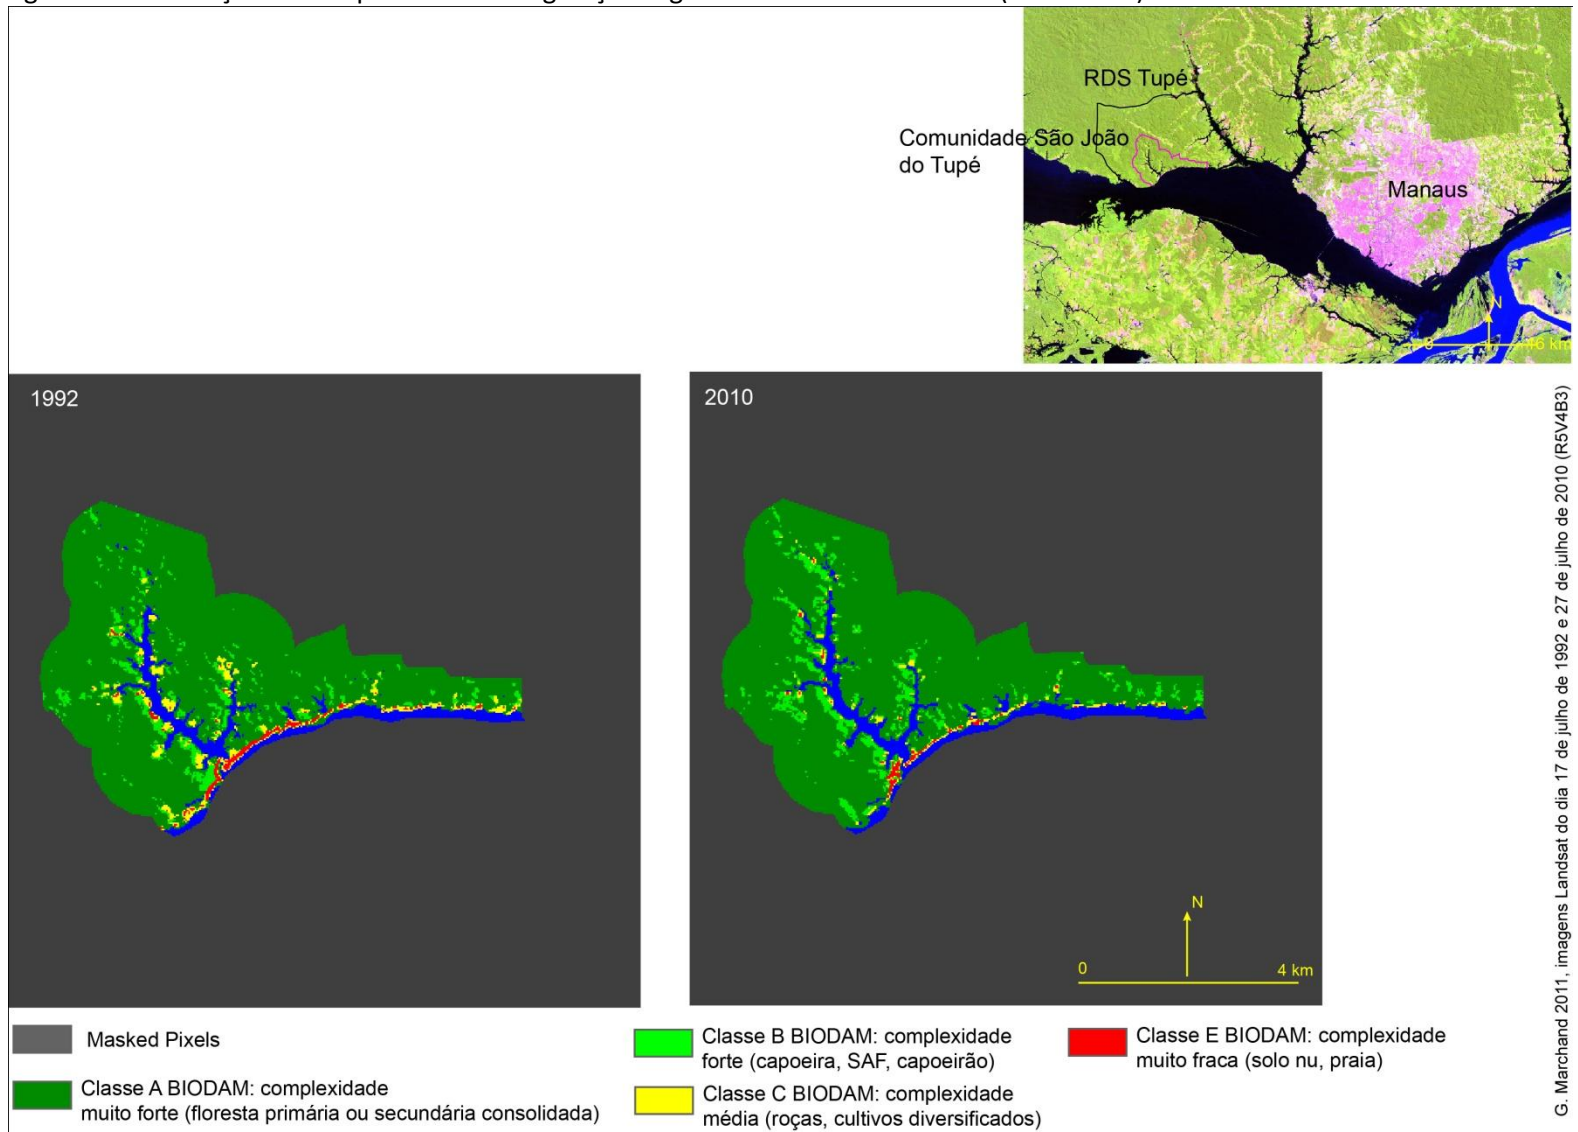 RDS Tupé
Comunidade São João
do Tupé
Manaus
N
0
46 km
1992
2010
N
0
4 km
G. Marchand 2011, imagens Landsat do dia 17 de julho de 1992 e 27 de julho de 2010 (R5V4B3)
Masked Pixels
Classe A BIODAM: complexidade
muito forte (floresta primária ou secundária consolidada)
Classe B BIODAM: complexidade
forte (capoeira, SAF, capoeirão)
Classe C BIODAM: complexidade
média (roças, cultivos diversificados)
Classe E BIODAM: complexidade
muito fraca (solo nu, praia)